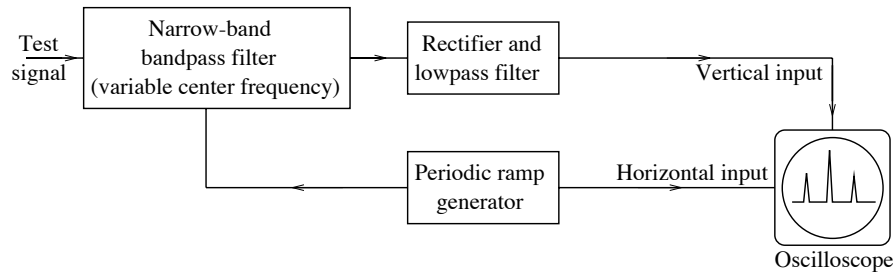 Test
signal
Narrow-band
bandpass filter
(variable center frequency)
Rectifier and
lowpass filter
Vertical input
Periodic ramp
generator
Horizontal input
Oscilloscope